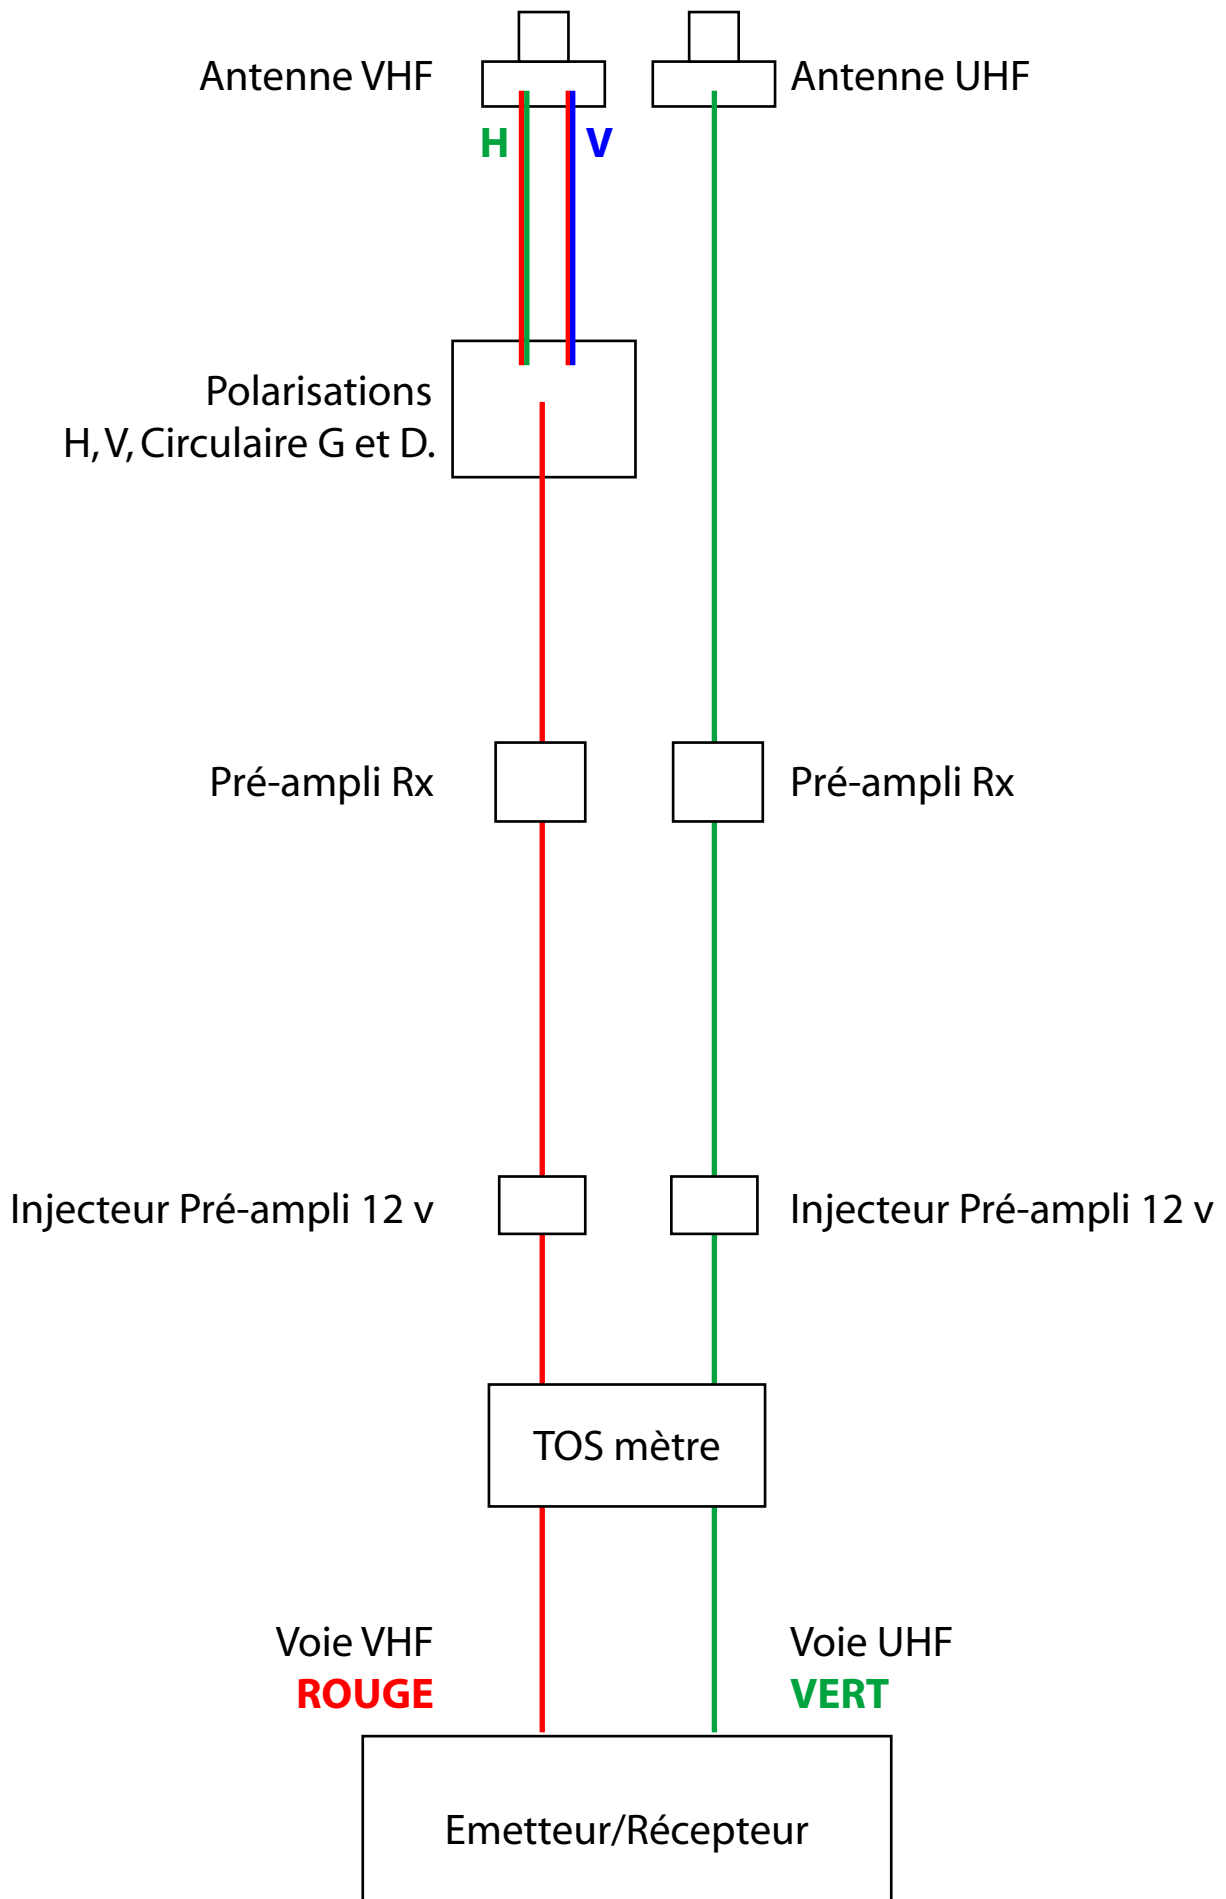 Antenne VHF
Antenne UHF
H
V
Polarisations
H, V, Circulaire G et D.
Pré-ampli Rx
Pré-ampli Rx
Injecteur Pré-ampli 12 v
Injecteur Pré-ampli 12 v
TOS mètre
Voie VHF
ROUGE
Voie UHF
VERT
Emetteur/Récepteur